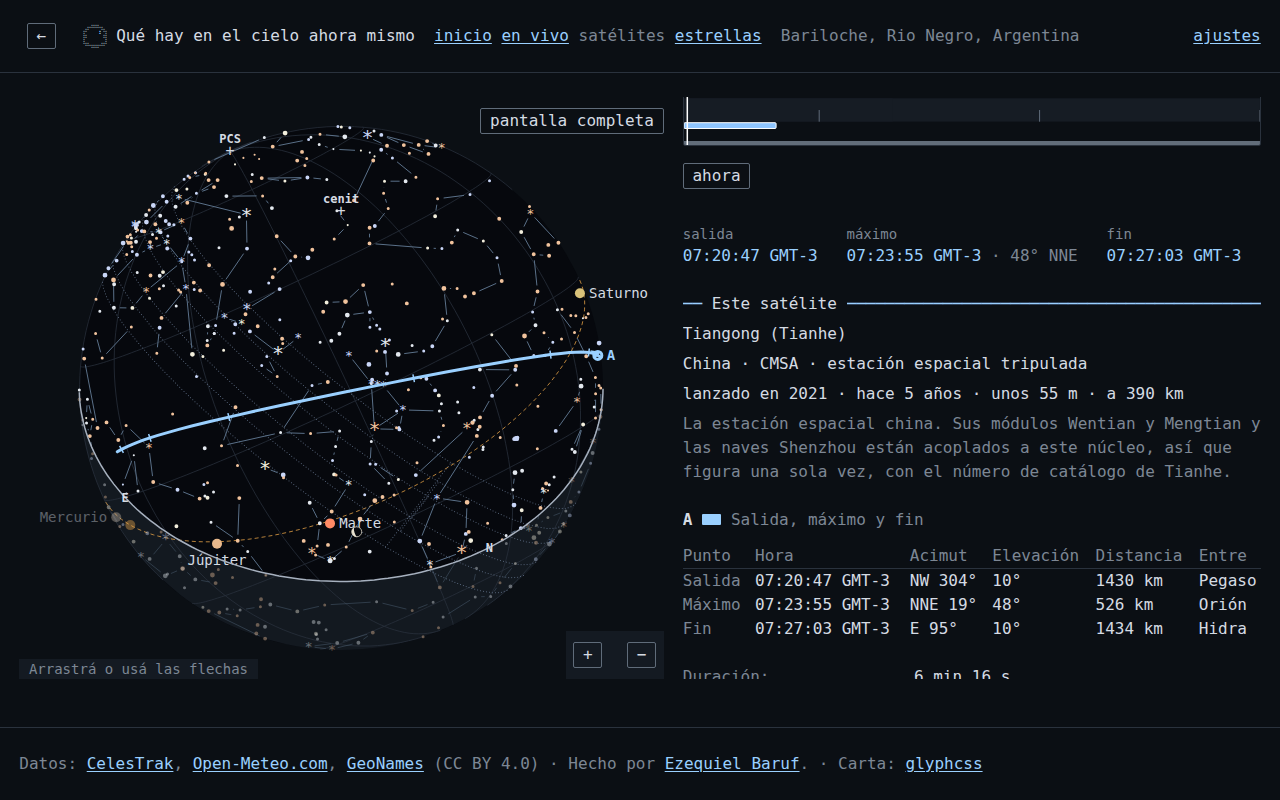 ← Qué hay en el cielo ahora mismo inicio en vivo satélites estrellas Bariloche, Rio Negro, Argentina ajustes
pantalla completa
PCS
cenit
Saturno
A
E
Mercurio
Marte
Júpiter
N
+ −
Arrastrá o usá las flechas
ahora
salida máximo fin
07:20:47 GMT-3 07:23:55 GMT-3 · 48° NNE 07:27:03 GMT-3
Este satélite
Tiangong (Tianhe)
China · CMSA · estación espacial tripulada
lanzado en 2021 · hace 5 años · unos 55 m · a 390 km
La estación espacial china. Sus módulos Wentian y Mengtian y
las naves Shenzhou están acoplados a este núcleo, así que
figura una sola vez, con el número de catálogo de Tianhe.
A Salida, máximo y fin
Punto Hora Acimut Elevación Distancia Entre
Salida 07:20:47 GMT-3 NW 304° 10° 1430 km Pegaso
Máximo 07:23:55 GMT-3 NNE 19° 48° 526 km Orión
Fin 07:27:03 GMT-3 E 95° 10° 1434 km Hidra
Duración: 6 min 16 s
Datos: CelesTrak, Open-Meteo.com, GeoNames (CC BY 4.0) · Hecho por Ezequiel Baruf. · Carta: glyphcss